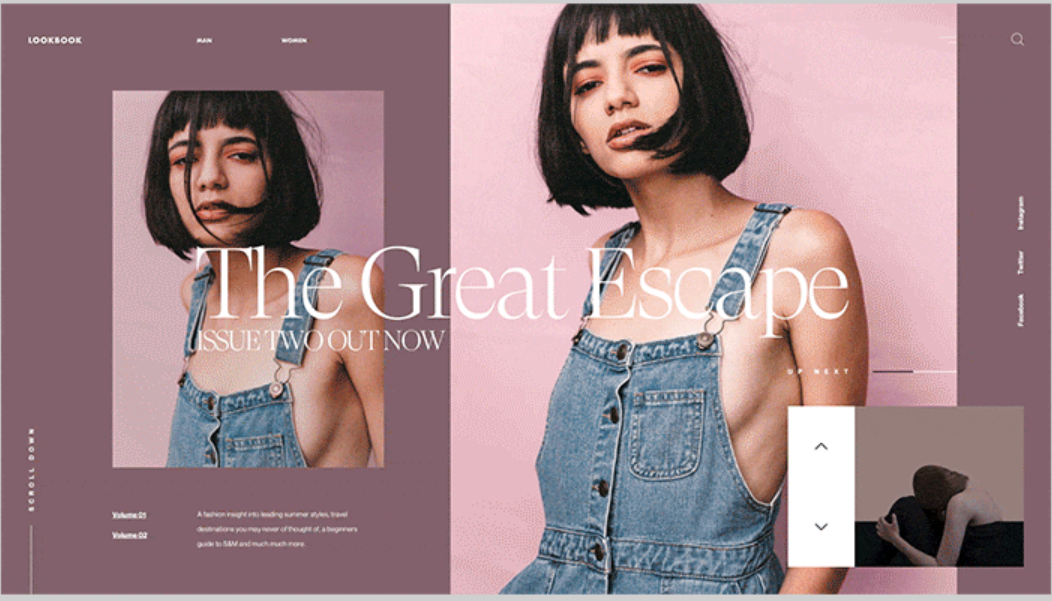 LOOKBOOK
MAN
WOMEN
The Great Escape
ISSUE TWO OUT NOW
UP NEXT
Instagram
Twitter
Facebook
SCROLL DOWN
Volume 01
Volume 02
A fashion insight into leading summer styles, travel
destinations you may never of thought of, a beginners
guide to S&M and much much more.